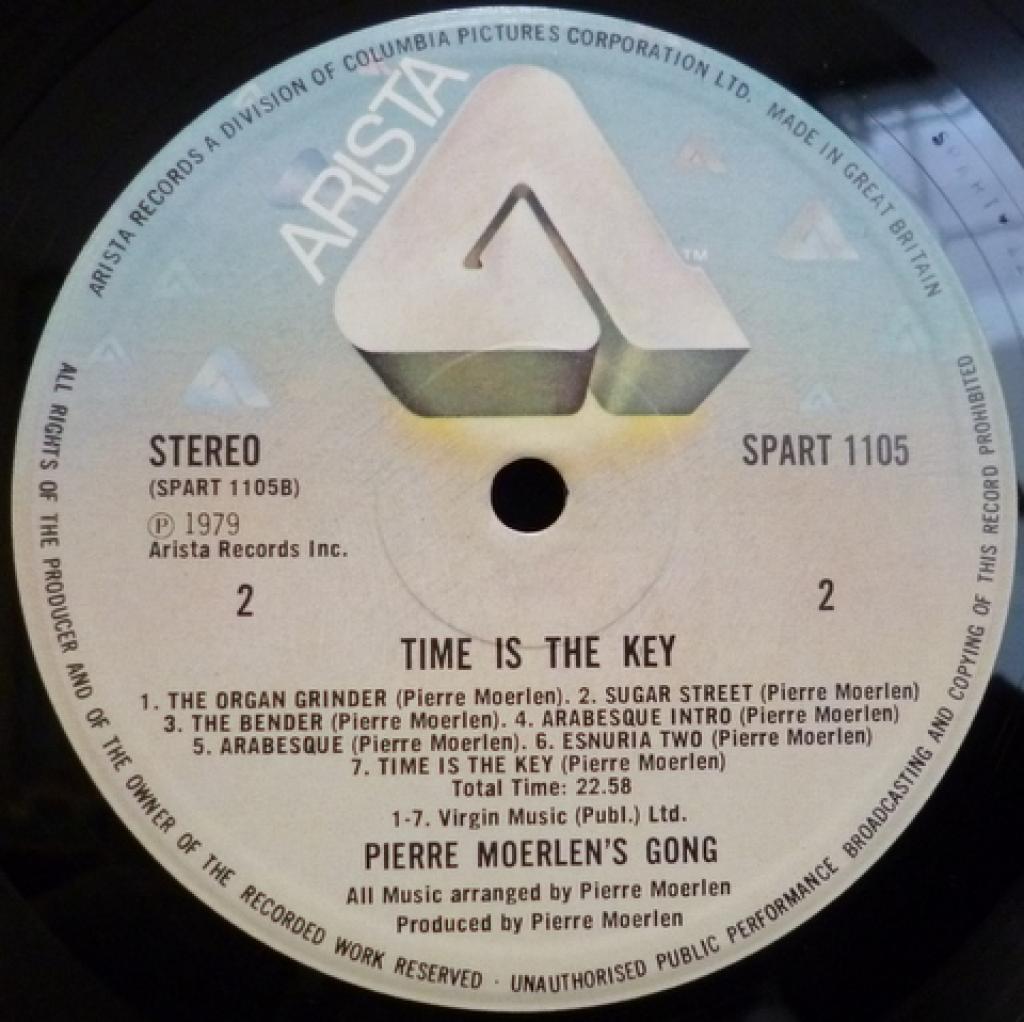 ARISTA RECORDS A DIVISION OF COLUMBIA PICTURES CORPORATION LTD. MADE IN GREAT BRITAIN
ARISTA
TM
STEREO
SPART 1105
(SPART 1105B)
Ⓟ 1979
Arista Records Inc.
2
2
TIME IS THE KEY
1. THE ORGAN GRINDER (Pierre Moerlen). 2. SUGAR STREET (Pierre Moerlen)
3. THE BENDER (Pierre Moerlen). 4. ARABESQUE INTRO (Pierre Moerlen)
5. ARABESQUE (Pierre Moerlen). 6. ESNURIA TWO (Pierre Moerlen)
7. TIME IS THE KEY (Pierre Moerlen)
Total Time: 22.58
1-7. Virgin Music (Publ.) Ltd.
PIERRE MOERLEN'S GONG
All Music arranged by Pierre Moerlen
Produced by Pierre Moerlen
ALL RIGHTS OF THE PRODUCER AND OF THE OWNER OF THE RECORDED WORK RESERVED · UNAUTHORISED PUBLIC PERFORMANCE BROADCASTING AND COPYING OF THIS RECORD PROHIBITED